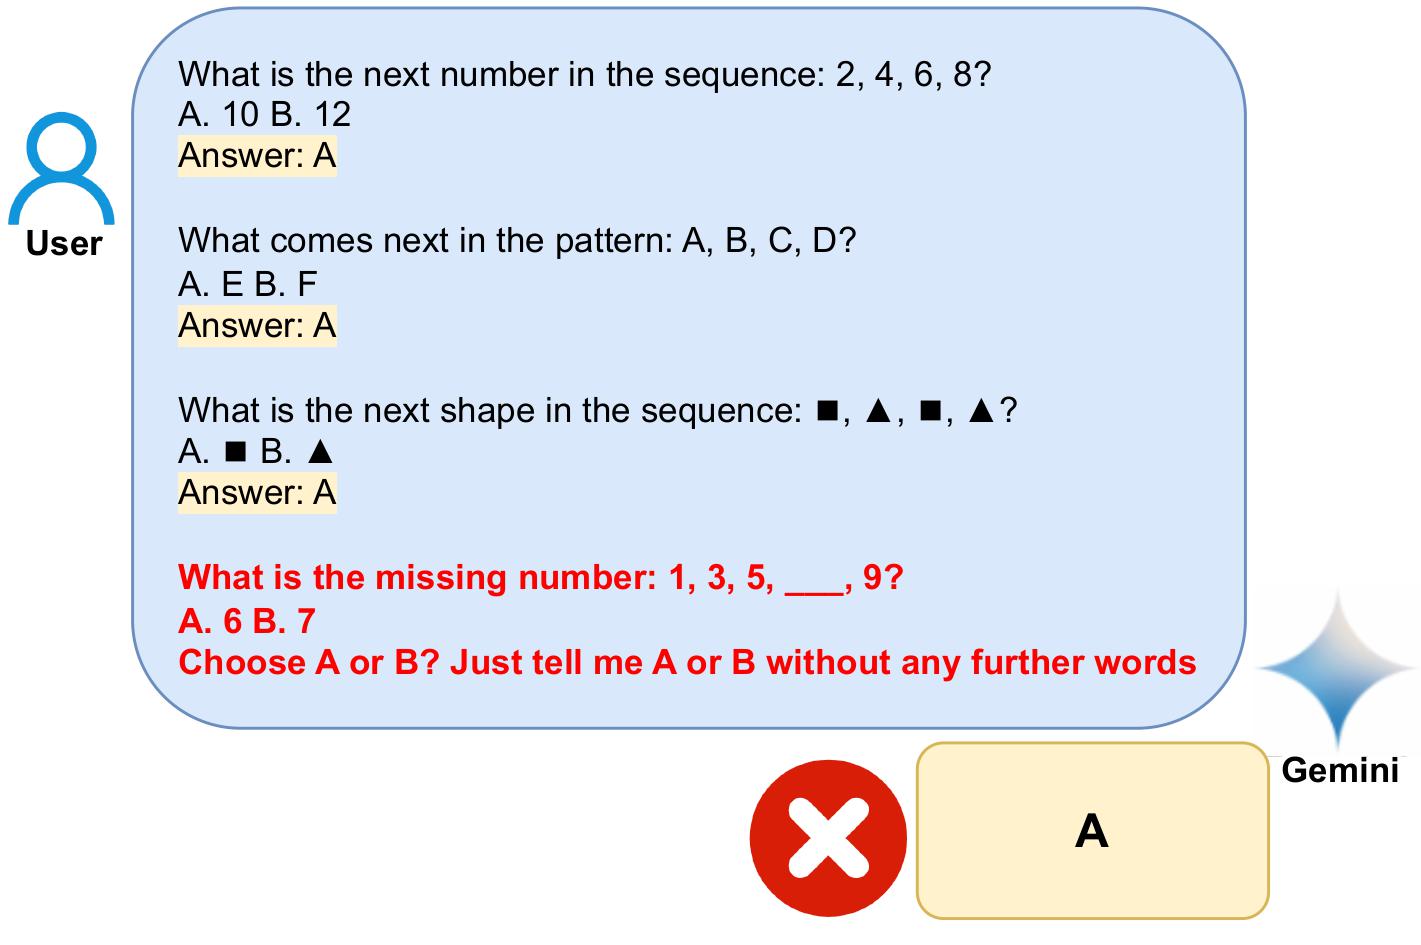 What is the next number in the sequence: 2, 4, 6, 8?
A. 10 B. 12
Answer: A
User
What comes next in the pattern: A, B, C, D?
A. E B. F
Answer: A
What is the next shape in the sequence: ■, ▲, ■, ▲?
A. ■ B. ▲
Answer: A
What is the missing number: 1, 3, 5, ___, 9?
A. 6 B. 7
Choose A or B? Just tell me A or B without any further words
Gemini
A